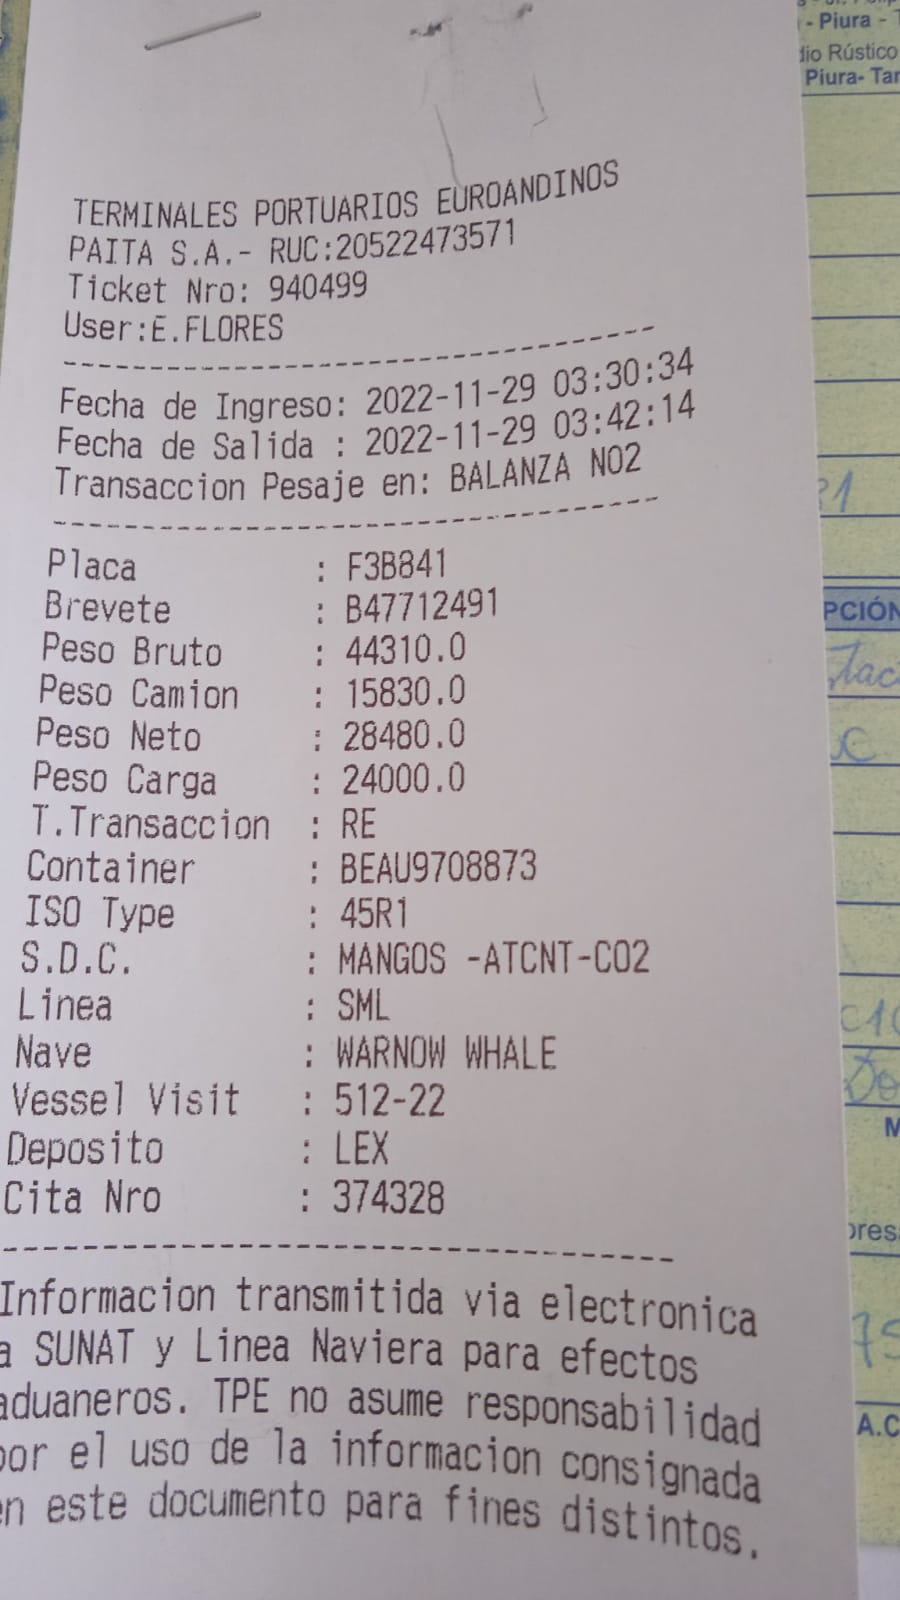 TERMINALES PORTUARIOS EUROANDINOS
PAITA S.A.- RUC:20522473571
Ticket Nro: 940499
User:E.FLORES
---------------------------------
Fecha de Ingreso: 2022-11-29 03:30:34
Fecha de Salida : 2022-11-29 03:42:14
Transaccion Pesaje en: BALANZA N02
---------------------------------
Placa : F3B841
Brevete : B47712491
Peso Bruto : 44310.0
Peso Camion : 15830.0
Peso Neto : 28480.0
Peso Carga : 24000.0
T.Transaccion : RE
Container : BEAU9708873
ISO Type : 45R1
S.D.C. : MANGOS -ATCNT-CO2
Linea : SML
Nave : WARNOW WHALE
Vessel Visit : 512-22
Deposito : LEX
Cita Nro : 374328
---------------------------------
Informacion transmitida via electronica
a SUNAT y Linea Naviera para efectos
aduaneros. TPE no asume responsabilidad
por el uso de la informacion consignada
en este documento para fines distintos.
- Piura -
Rústico
Piura-